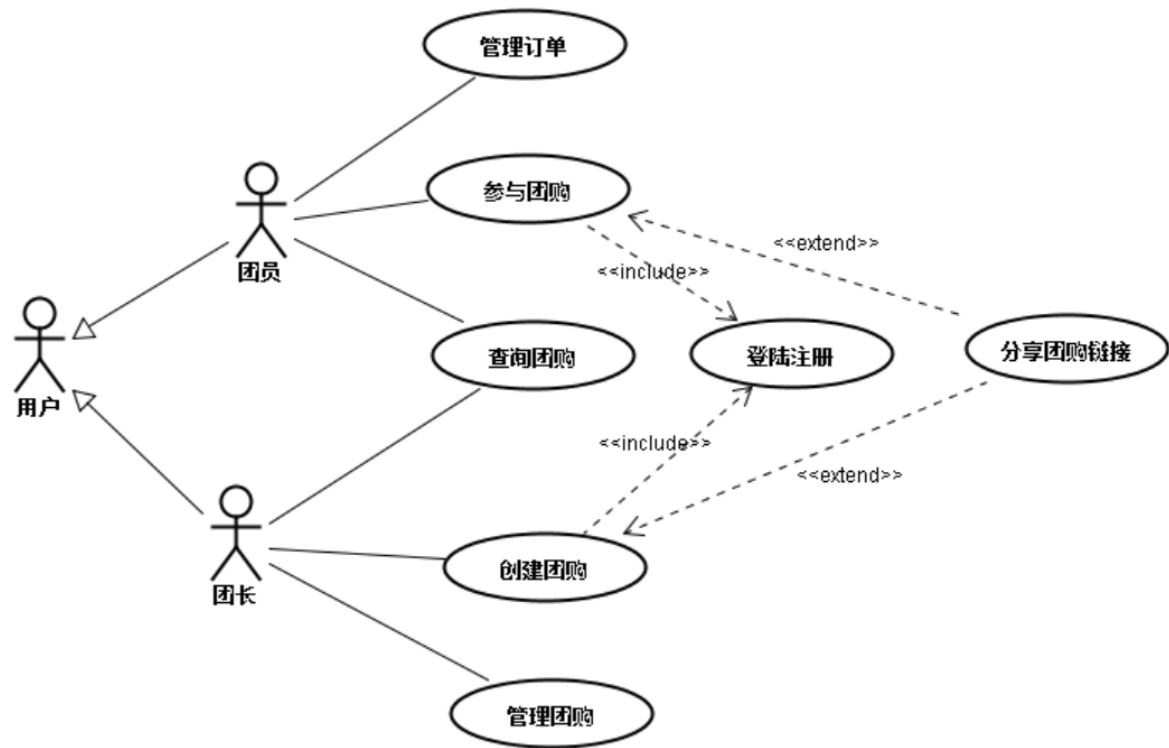 管理订单
参与团购
<<extend>>
团员
<<include>>
查询团购
登陆注册
分享团购链接
用户
<<include>>
<<extend>>
创建团购
团长
管理团购